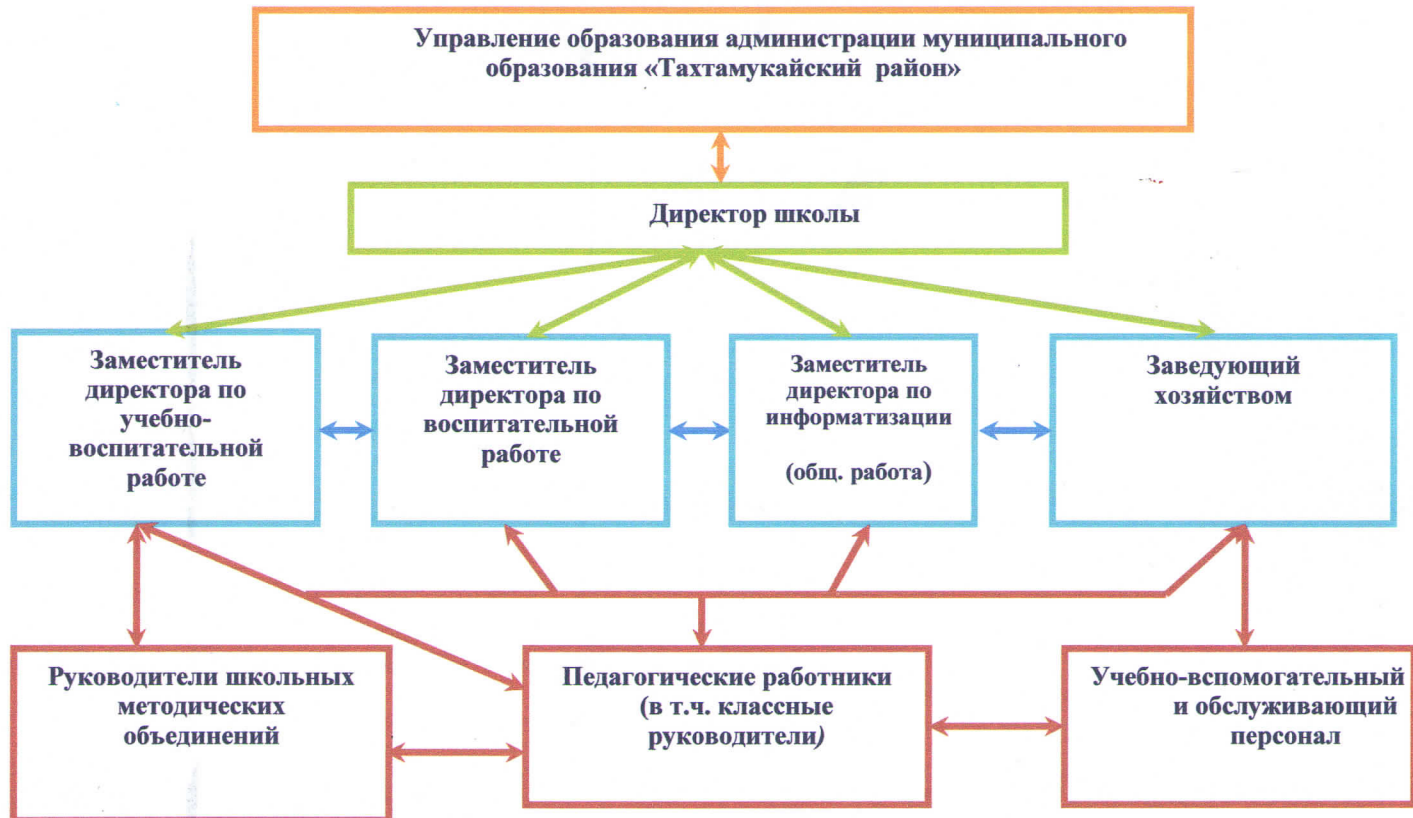 Управление образования администрации муниципального
образования «Тахтамукайский район»
Директор школы
Заместитель
директора по
учебно-
воспитательной
работе
Заместитель
директора по
воспитательной
работе
Заместитель
директора по
информатизации
(общ. работа)
Заведующий
хозяйством
Руководители школьных
методических
объединений
Педагогические работники
(в т.ч. классные
руководители)
Учебно-вспомогательный
и обслуживающий
персонал